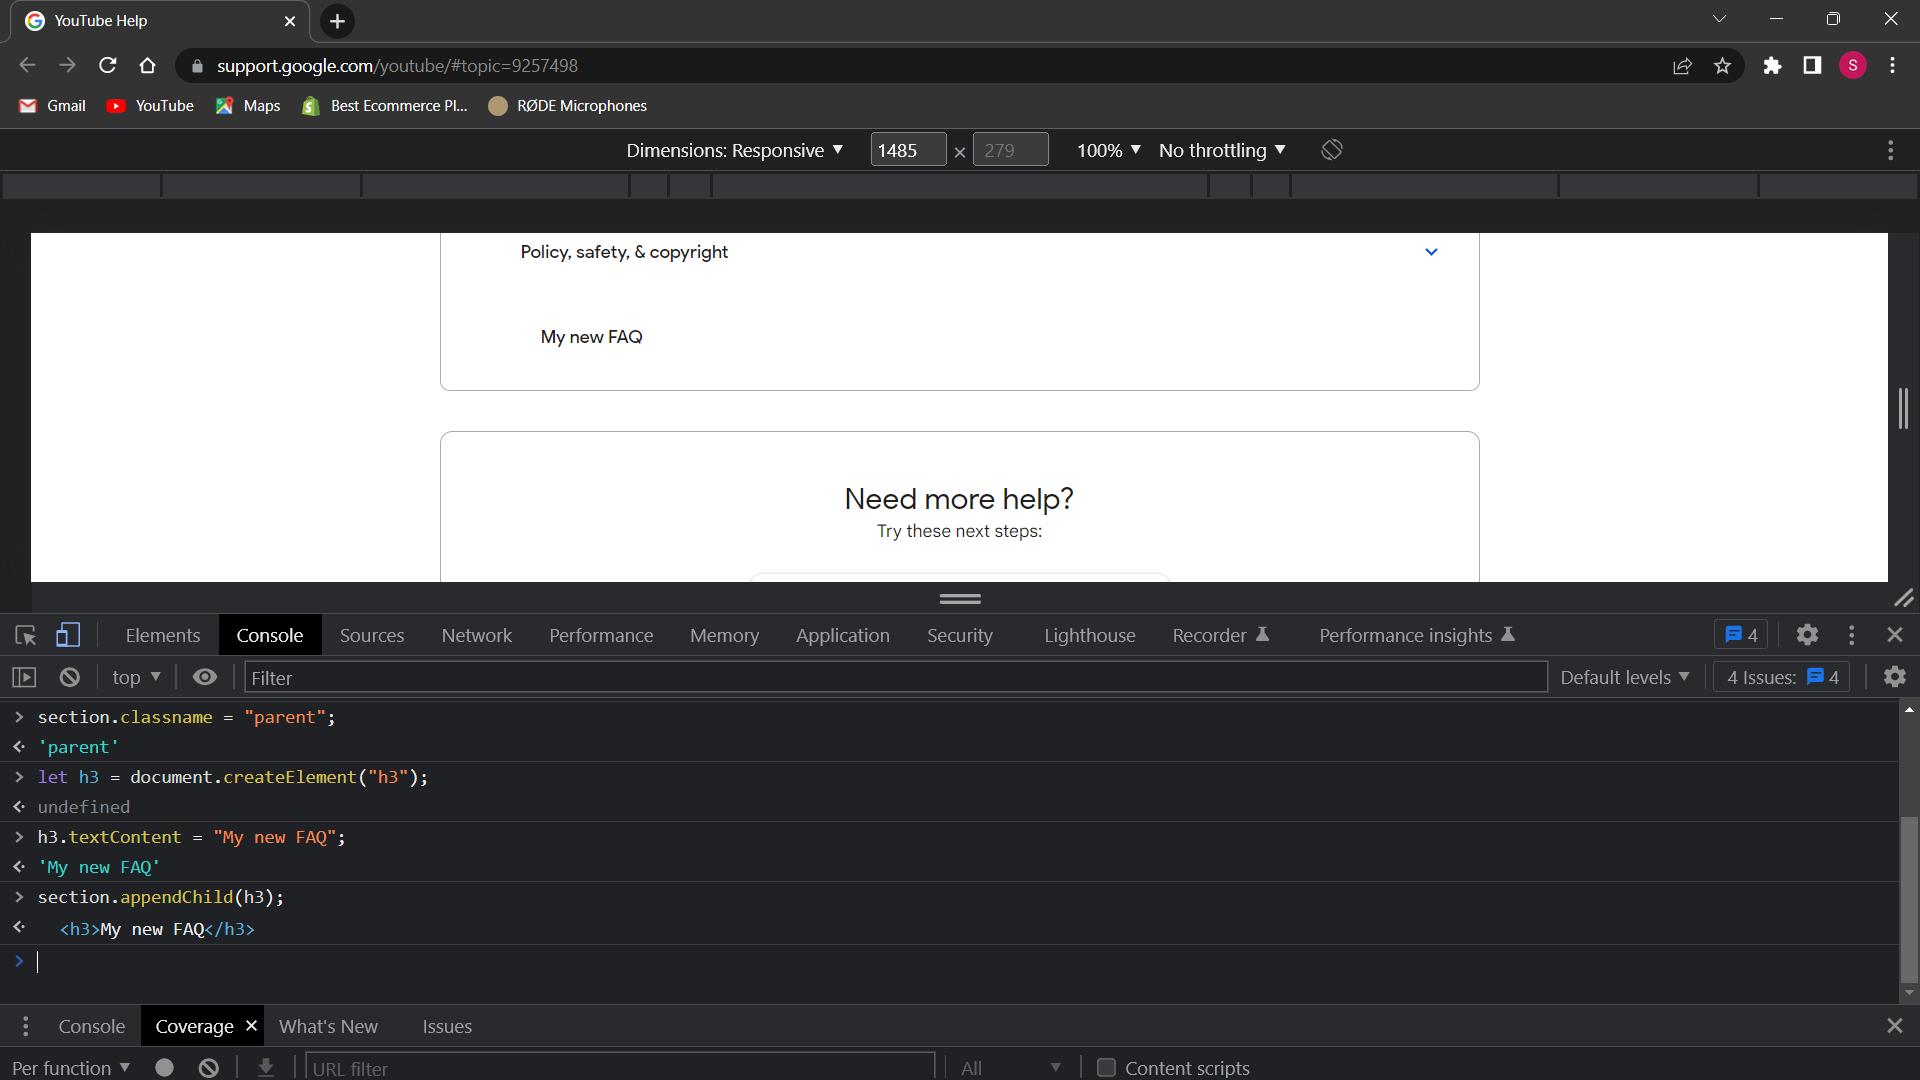 YouTube Help
support.google.com/youtube/#topic=9257498
S
Gmail YouTube Maps Best Ecommerce Pl... RØDE Microphones
Dimensions: Responsive 1485 × 279 100% No throttling
Policy, safety, & copyright
My new FAQ
Need more help?
Try these next steps:
Elements Console Sources Network Performance Memory Application Security Lighthouse Recorder Performance insights 4
top Filter Default levels 4 Issues: 4
section.classname = "parent";
'parent'
let h3 = document.createElement("h3");
undefined
h3.textContent = "My new FAQ";
'My new FAQ'
section.appendChild(h3);
<h3>My new FAQ</h3>
Console Coverage What's New Issues
Per function URL filter All Content scripts